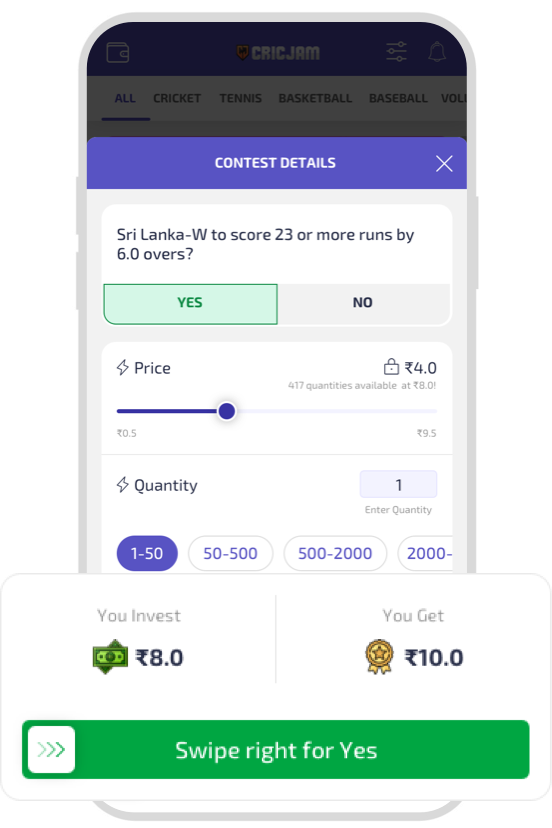 CRICJAM
ALL CRICKET TENNIS BASKETBALL BASEBALL VOLL
CONTEST DETAILS
Sri Lanka-W to score 23 or more runs by
6.0 overs?
YES NO
Price ₹4.0
417 quantities available at ₹8.0!
₹0.5 ₹9.5
Quantity 1
Enter Quantity
1-50 50-500 500-2000 2000-
You Invest You Get
₹8.0 ₹10.0
Swipe right for Yes